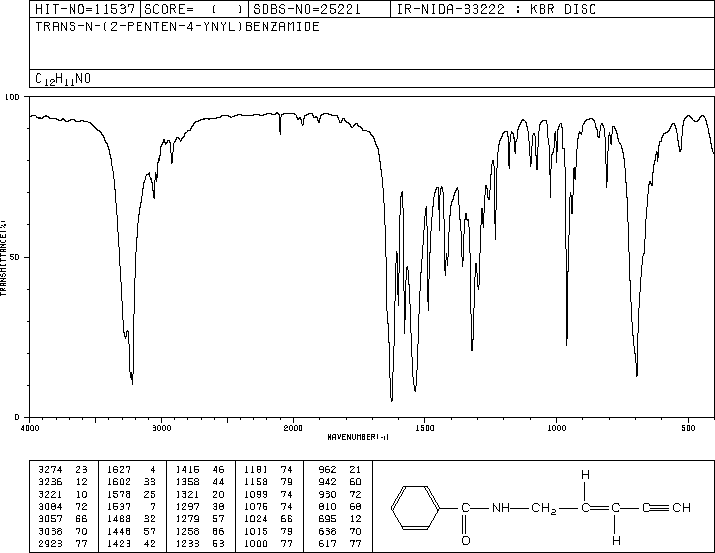 HIT-NO=11537 SCORE= ( ) SDBS-NO=25221 IR-NIDA-33222 : KBR DISC
TRANS-N-(2-PENTEN-4-YNYL)BENZAMIDE
C12H11NO
100
50
0
TRANSMITTANCE(%)
4000 3000 2000 1500 1000 500
WAVENUMBER(-1)
3274 23 1627 4 1416 46 1181 74 962 21
3236 12 1602 33 1358 44 1158 79 942 60
3221 10 1578 25 1321 20 1099 74 930 72
3084 72 1537 7 1297 38 1076 74 810 68
3057 66 1488 32 1279 57 1024 66 695 12
3038 70 1448 57 1258 66 1015 79 638 70
2923 77 1423 42 1233 53 1000 77 617 77
H
C NH CH2 C C C CH
O H